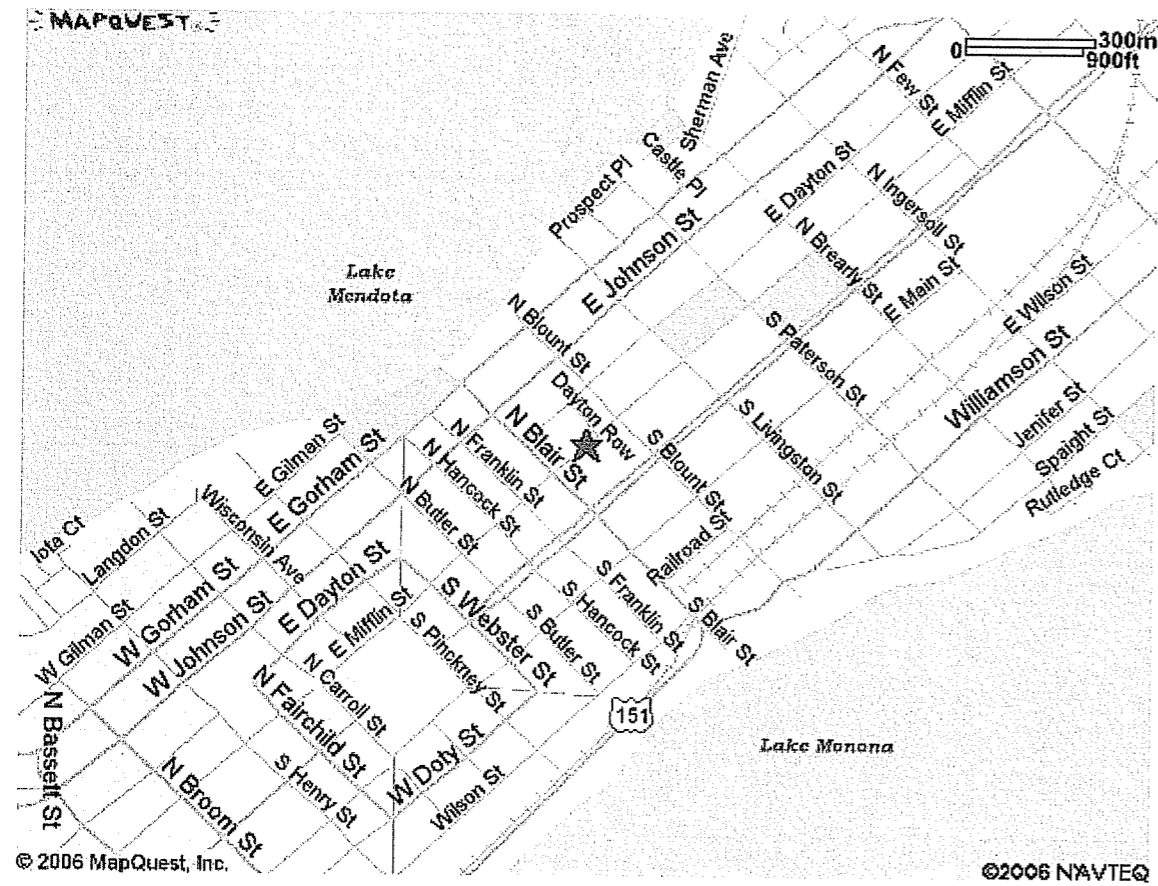 MAPQUEST
0 300m
900ft
Sherman Ave
N Few St
E Mifflin St
Castle Pl
Prospect Pl
E Dayton St
N Ingersoll St
E Johnson St
N Brearly St
E Main St
Lake
Mendota
E Wilson St
N Blount St
S Paterson St
Williamson St
Dayton Row
Jenifer St
Spaight St
Rutledge Ct
N Blair St
S Livingston St
N Franklin St
S Blount St
N Hancock St
E Gilman St
E Gorham St
N Butler St
Wisconsin Ave
Langdon St
Iota Ct
Railroad St
S Franklin St
S Blair St
E Dayton St
S Webster St
S Hancock St
W Gorham St
W Gilman St
W Johnson St
E Mifflin St
S Pinckney St
S Butler St
N Carroll St
N Fairchild St
N Bassett St
151
Lake Monona
W Doty St
S Henry St
N Broom St
Wilson St
© 2006 MapQuest, Inc.
©2006 NAVTEQ